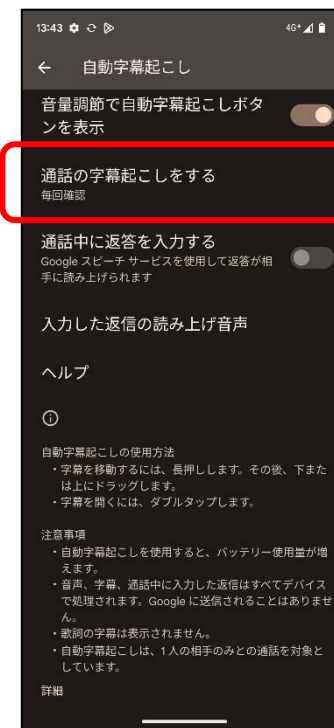 13:43 4G+
自動字幕起こし
音量調節で自動字幕起こしボタ
ンを表示
通話の字幕起こしをする
毎回確認
通話中に返答を入力する
Google スピーチ サービスを使用して返答が相
手に読み上げられます
入力した返信の読み上げ音声
ヘルプ
自動字幕起こしの使用方法
・字幕を移動するには、長押しします。その後、下また
は上にドラッグします。
・字幕を開くには、ダブルタップします。
注意事項
・自動字幕起こしを使用すると、バッテリー使用量が増
えます。
・音声、字幕、通話中に入力した返信はすべてデバイス
で処理されます。Google に送信されることはありませ
ん。
・歌詞の字幕は表示されません。
・自動字幕起こしは、1人の相手のみとの通話を対象と
しています。
詳細